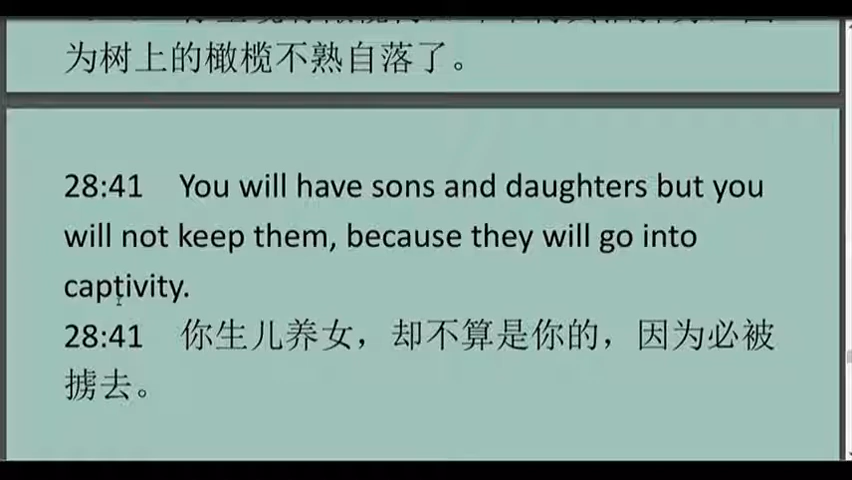 为树上的橄榄不熟自落了。
28:41 You will have sons and daughters but you
will not keep them, because they will go into
captivity.
28:41 你生儿养女，却不算是你的，因为必被
掳去。